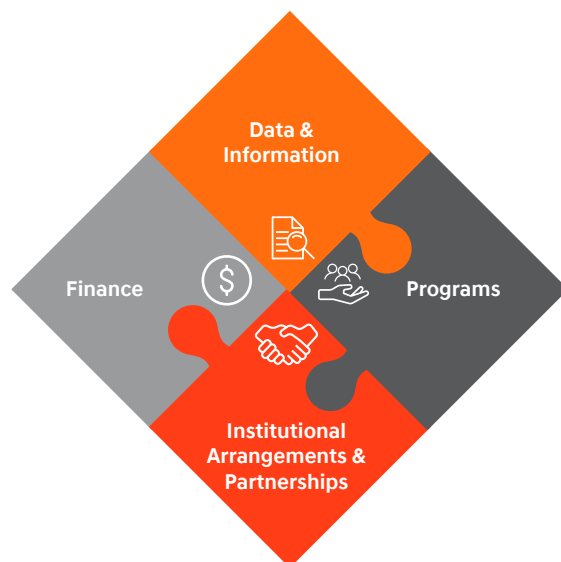 Data &
Information
Finance
$
Programs
Institutional
Arrangements &
Partnerships